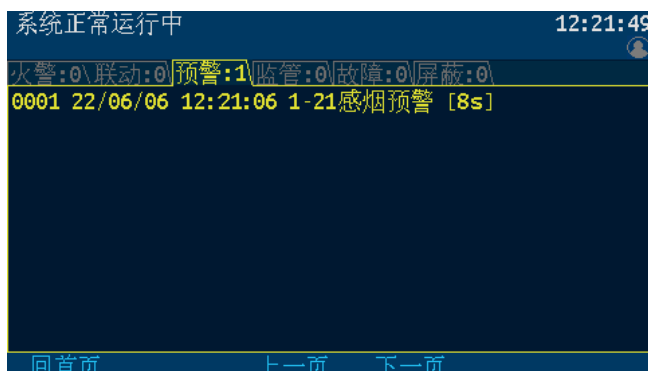 系统正常运行中 12:21:49
火警:0\联动:0\预警:1\监管:0\故障:0\屏蔽:0\
0001 22/06/06 12:21:06 1-21感烟预警 [8s]
回首页 上一页 下一页